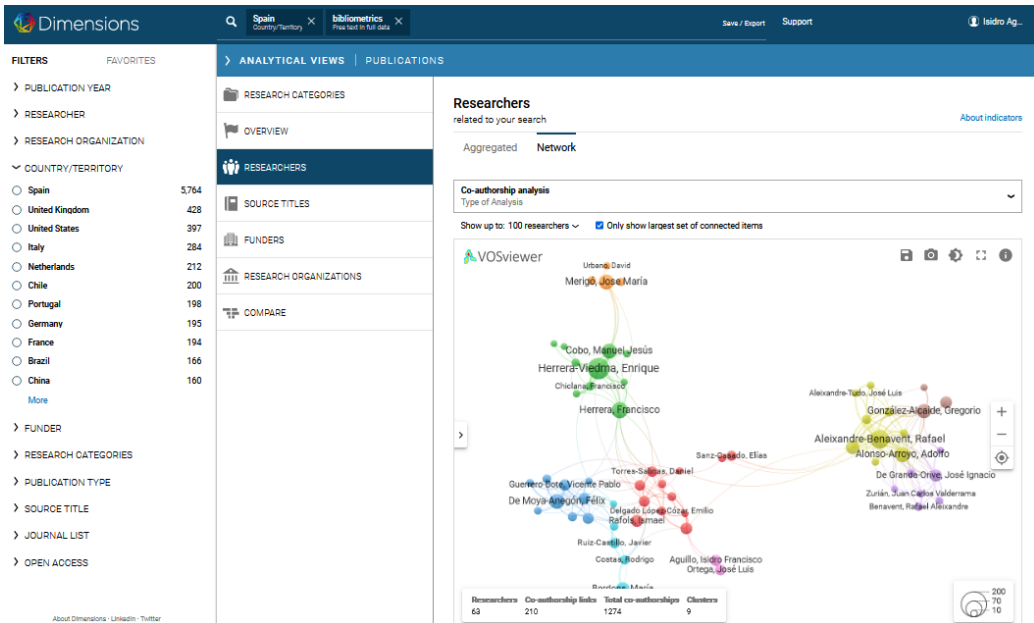 Dimensions
Spain
Country/Territory
bibliometrics
Free text in full data
Save / Export
Support
Isidro Ag...
FILTERS
FAVORITES
PUBLICATION YEAR
RESEARCHER
RESEARCH ORGANIZATION
COUNTRY/TERRITORY
Spain 5,764
United Kingdom 428
United States 397
Italy 284
Netherlands 212
Chile 200
Portugal 198
Germany 195
France 194
Brazil 166
China 160
More
FUNDER
RESEARCH CATEGORIES
PUBLICATION TYPE
SOURCE TITLE
JOURNAL LIST
OPEN ACCESS
About Dimensions · LinkedIn · Twitter
ANALYTICAL VIEWS | PUBLICATIONS
RESEARCH CATEGORIES
OVERVIEW
RESEARCHERS
SOURCE TITLES
FUNDERS
RESEARCH ORGANIZATIONS
COMPARE
Researchers
related to your search
About indicators
Aggregated
Network
Co-authorship analysis
Type of Analysis
Show up to: 100 researchers
Only show largest set of connected items
VOSviewer
Urbano, David
Merigó, Jose María
Cobo, Manuel Jesús
Herrera-Viedma, Enrique
Chiclana, Francisco
Herrera, Francisco
Aleixandre-Tudo, José Luis
González-Alcaide, Gregorio
Aleixandre-Benavent, Rafael
Alonso-Arroyo, Adolfo
Sanz-Casado, Elías
De Granda-Orive, José Ignacio
Zurián, Juan Carlos Valderrama
Benavent, Rafael Aleixandre
Torres-Salinas, Daniel
Guerrero-Bote, Vicente Pablo
De Moya-Anegón, Félix
Delgado López-Cózar, Emilio
Rafols, Ismael
Ruiz-Castillo, Javier
Costas, Rodrigo
Aguillo, Isidro Francisco
Ortega, José Luis
Bordons, María
Researchers Co-authorship links Total co-authorships Clusters
63 210 1274 9
200
70
10